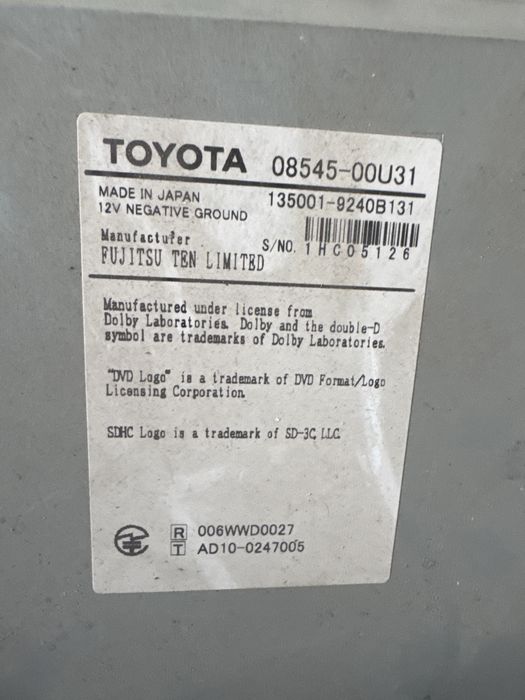 TOYOTA 08545-00U31
MADE IN JAPAN 135001-9240B131
12V NEGATIVE GROUND
Manufacturer S/NO. 1HC05126
FUJITSU TEN LIMITED
Manufactured under license from
Dolby Laboratories. Dolby and the double-D
symbol are trademarks of Dolby Laboratories.
"DVD Logo" is a trademark of DVD Format/Logo
Licensing Corporation.
SDHC Logo is a trademark of SD-3C, LLC.
R 006WWD0027
T AD10-0247005